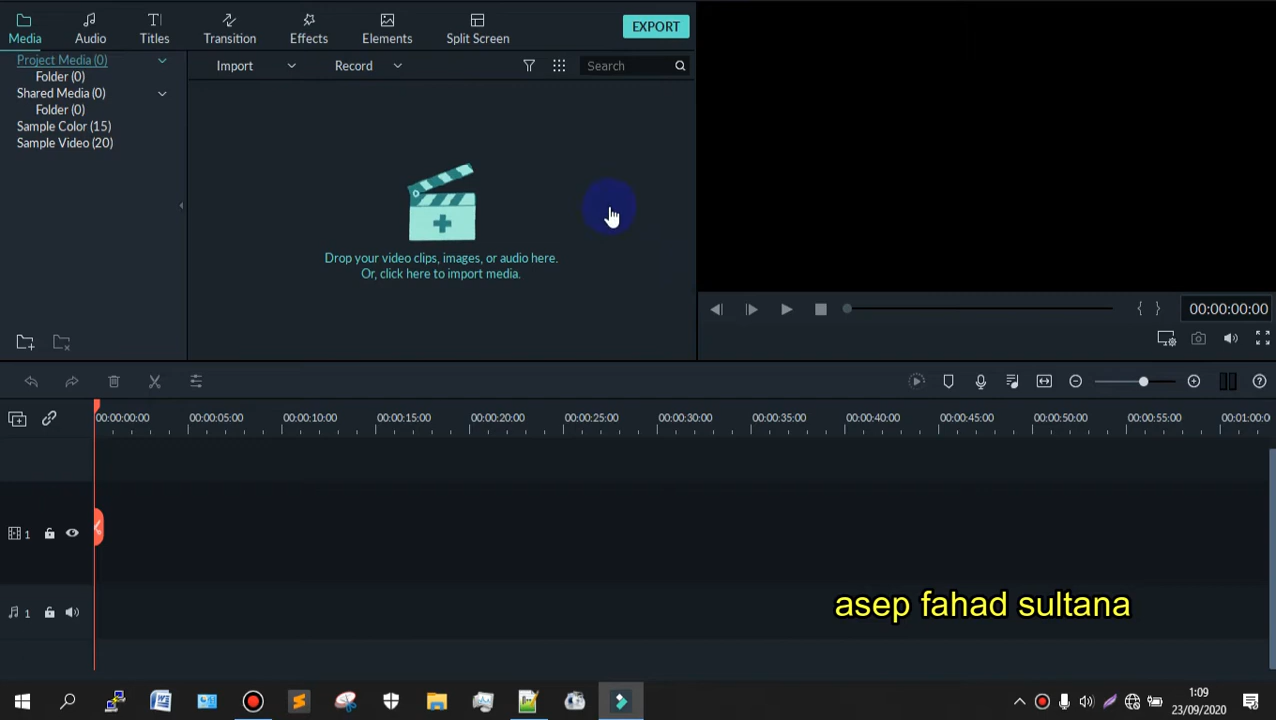 Media
Audio
Titles
Transition
Effects
Elements
Split Screen
EXPORT
Project Media (0)
Folder (0)
Shared Media (0)
Folder (0)
Sample Color (15)
Sample Video (20)
Import
Record
Search
Drop your video clips, images, or audio here.
Or, click here to import media.
00:00:00:00
00:00:00:00 00:00:05:00 00:00:10:00 00:00:15:00 00:00:20:00 00:00:25:00 00:00:30:00 00:00:35:00 00:00:40:00 00:00:45:00 00:00:50:00 00:00:55:00 00:01:00:0
1
1
asep fahad sultana
1:09
23/09/2020